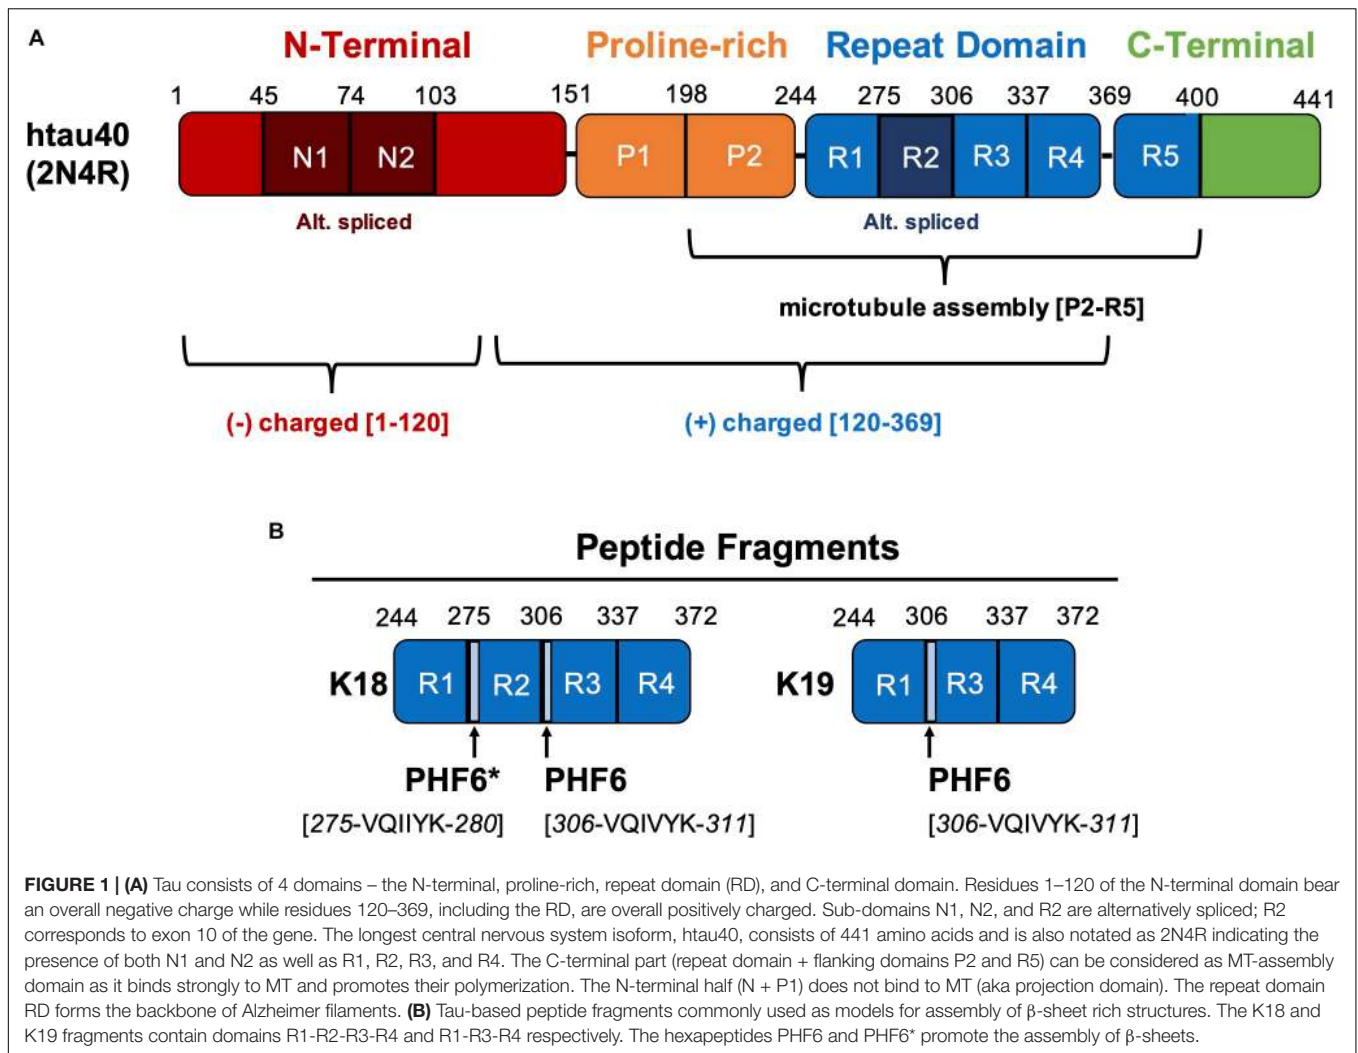 A
N-Terminal Proline-rich Repeat Domain C-Terminal
1 45 74 103 151 198 244 275 306 337 369 400 441
htau40
(2N4R)
N1 N2 P1 P2 R1 R2 R3 R4 R5
Alt. spliced Alt. spliced
microtubule assembly [P2-R5]
(-) charged [1-120] (+) charged [120-369]
B
Peptide Fragments
244 275 306 337 372 244 306 337 372
K18 R1 R2 R3 R4 K19 R1 R3 R4
PHF6* PHF6 PHF6
[275-VQIIYK-280] [306-VQIVYK-311] [306-VQIVYK-311]
FIGURE 1 | (A) Tau consists of 4 domains – the N-terminal, proline-rich, repeat domain (RD), and C-terminal domain. Residues 1–120 of the N-terminal domain bear
an overall negative charge while residues 120–369, including the RD, are overall positively charged. Sub-domains N1, N2, and R2 are alternatively spliced; R2
corresponds to exon 10 of the gene. The longest central nervous system isoform, htau40, consists of 441 amino acids and is also notated as 2N4R indicating the
presence of both N1 and N2 as well as R1, R2, R3, and R4. The C-terminal part (repeat domain + flanking domains P2 and R5) can be considered as MT-assembly
domain as it binds strongly to MT and promotes their polymerization. The N-terminal half (N + P1) does not bind to MT (aka projection domain). The repeat domain
RD forms the backbone of Alzheimer filaments. (B) Tau-based peptide fragments commonly used as models for assembly of β-sheet rich structures. The K18 and
K19 fragments contain domains R1-R2-R3-R4 and R1-R3-R4 respectively. The hexapeptides PHF6 and PHF6* promote the assembly of β-sheets.